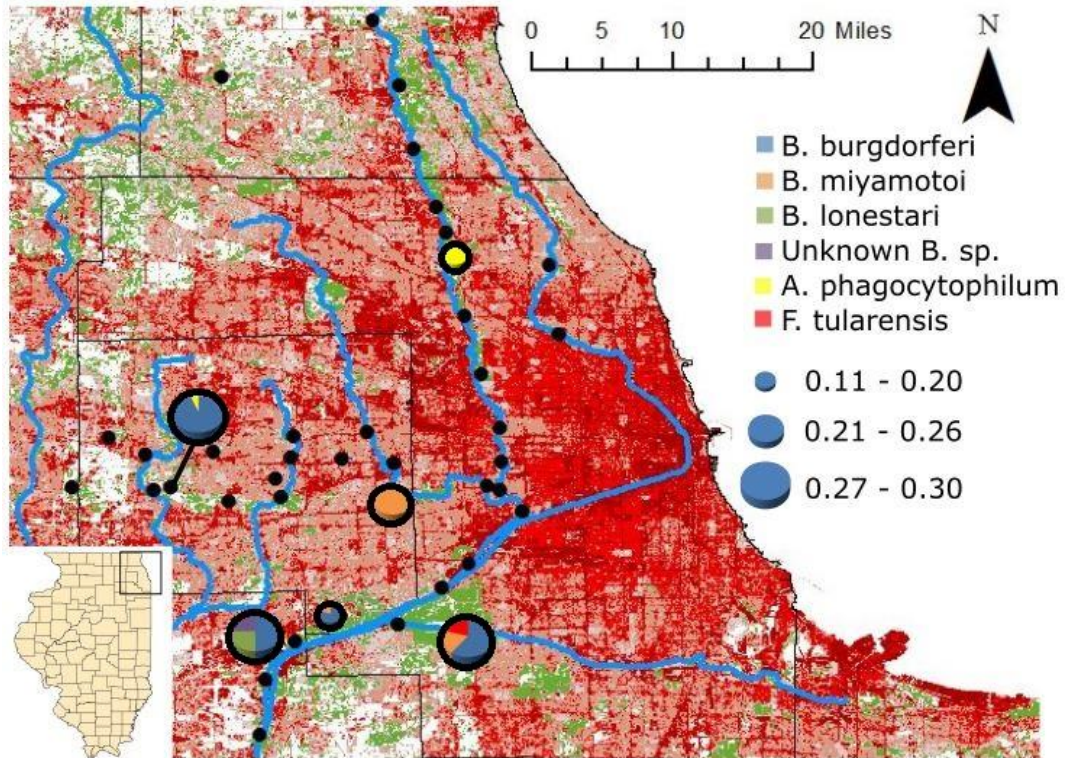 0 5 10 20 Miles
N
B. burgdorferi
B. miyamotoi
B. lonestari
Unknown B. sp.
A. phagocytophilum
F. tularensis
0.11 - 0.20
0.21 - 0.26
0.27 - 0.30